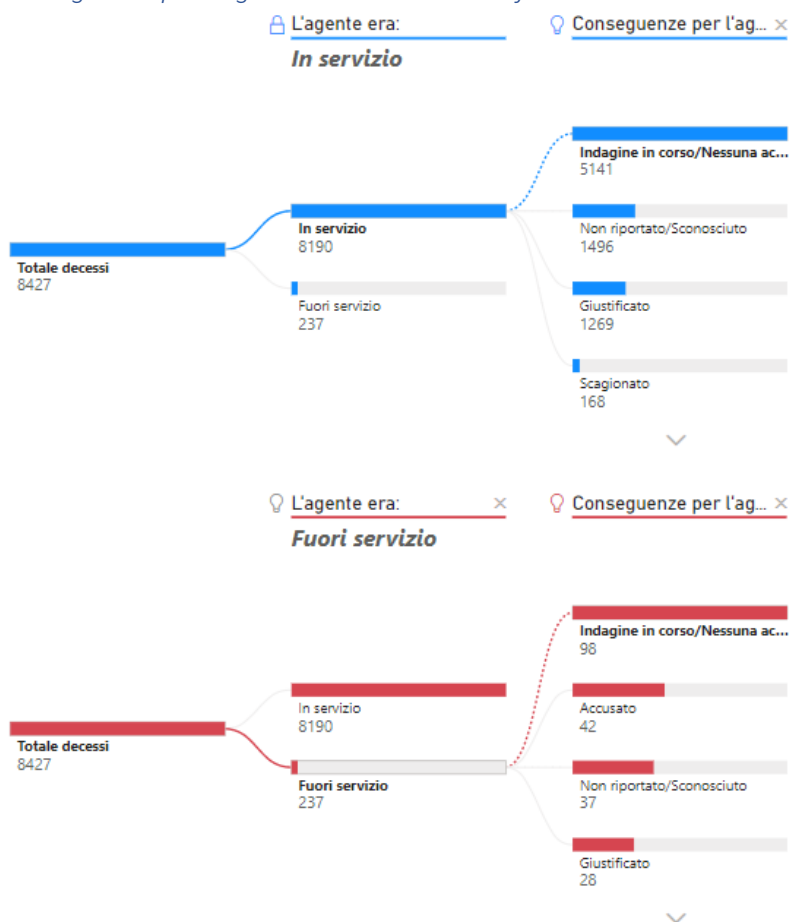 L'agente era:
Conseguenze per l'ag...
In servizio
Indagine in corso/Nessuna ac...
5141
In servizio
8190
Non riportato/Sconosciuto
1496
Totale decessi
8427
Fuori servizio
237
Giustificato
1269
Scagionato
168
L'agente era:
Conseguenze per l'ag...
Fuori servizio
Indagine in corso/Nessuna ac...
98
In servizio
8190
Accusato
42
Totale decessi
8427
Fuori servizio
237
Non riportato/Sconosciuto
37
Giustificato
28